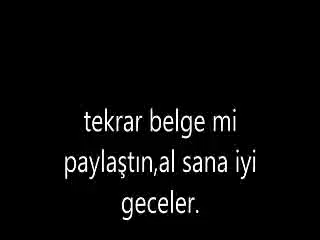 tekrar belge mi
paylaştın,al sana iyi
geceler.